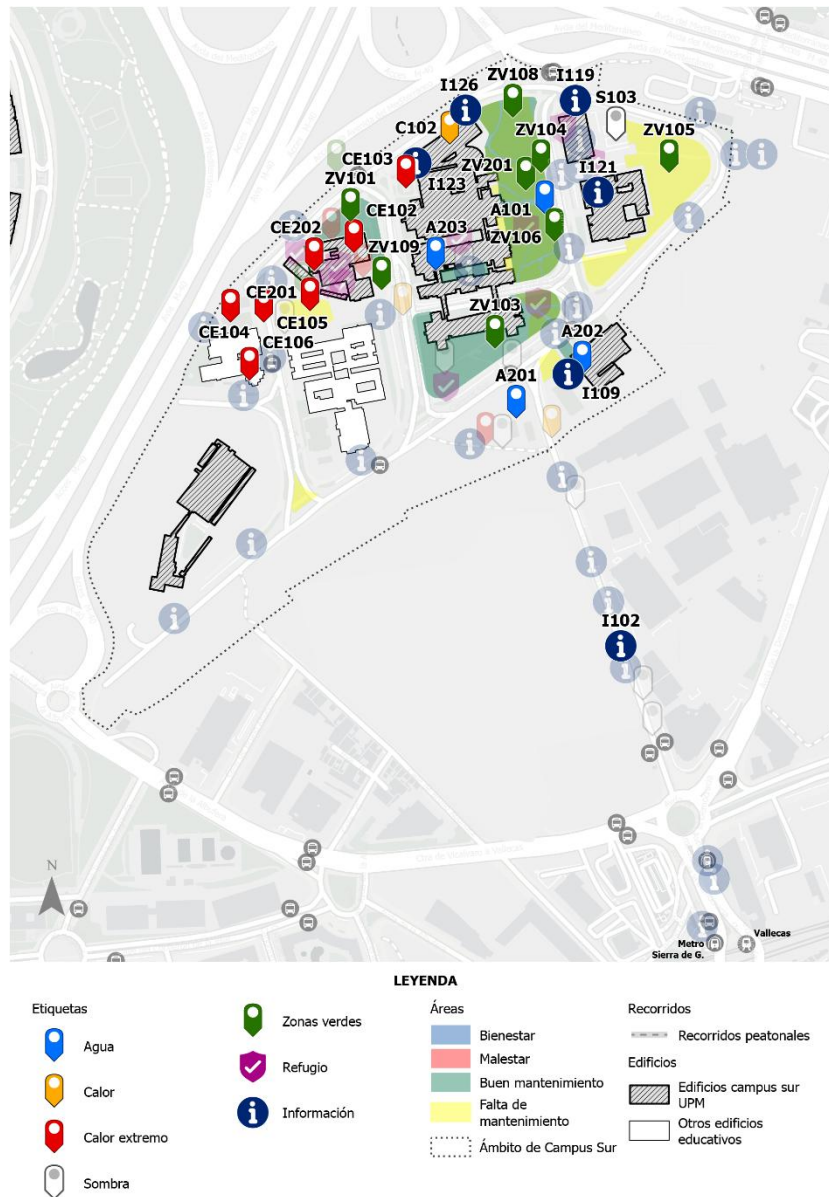 ZV108
I119
I126
S103
C102
ZV104
ZV105
CE103
ZV201
I121
I123
ZV101
A101
CE102
CE202
A203
ZV106
ZV109
CE201
ZV103
CE104
CE105
A202
CE106
A201
I109
I102
N
Vallecas
Metro
Sierra de G.
LEYENDA
Etiquetas
Agua
Calor
Calor extremo
Sombra
Zonas verdes
Refugio
Información
Áreas
Bienestar
Malestar
Buen mantenimiento
Falta de
mantenimiento
Ámbito de Campus Sur
Recorridos
Recorridos peatonales
Edificios
Edificios campus sur
UPM
Otros edificios
educativos